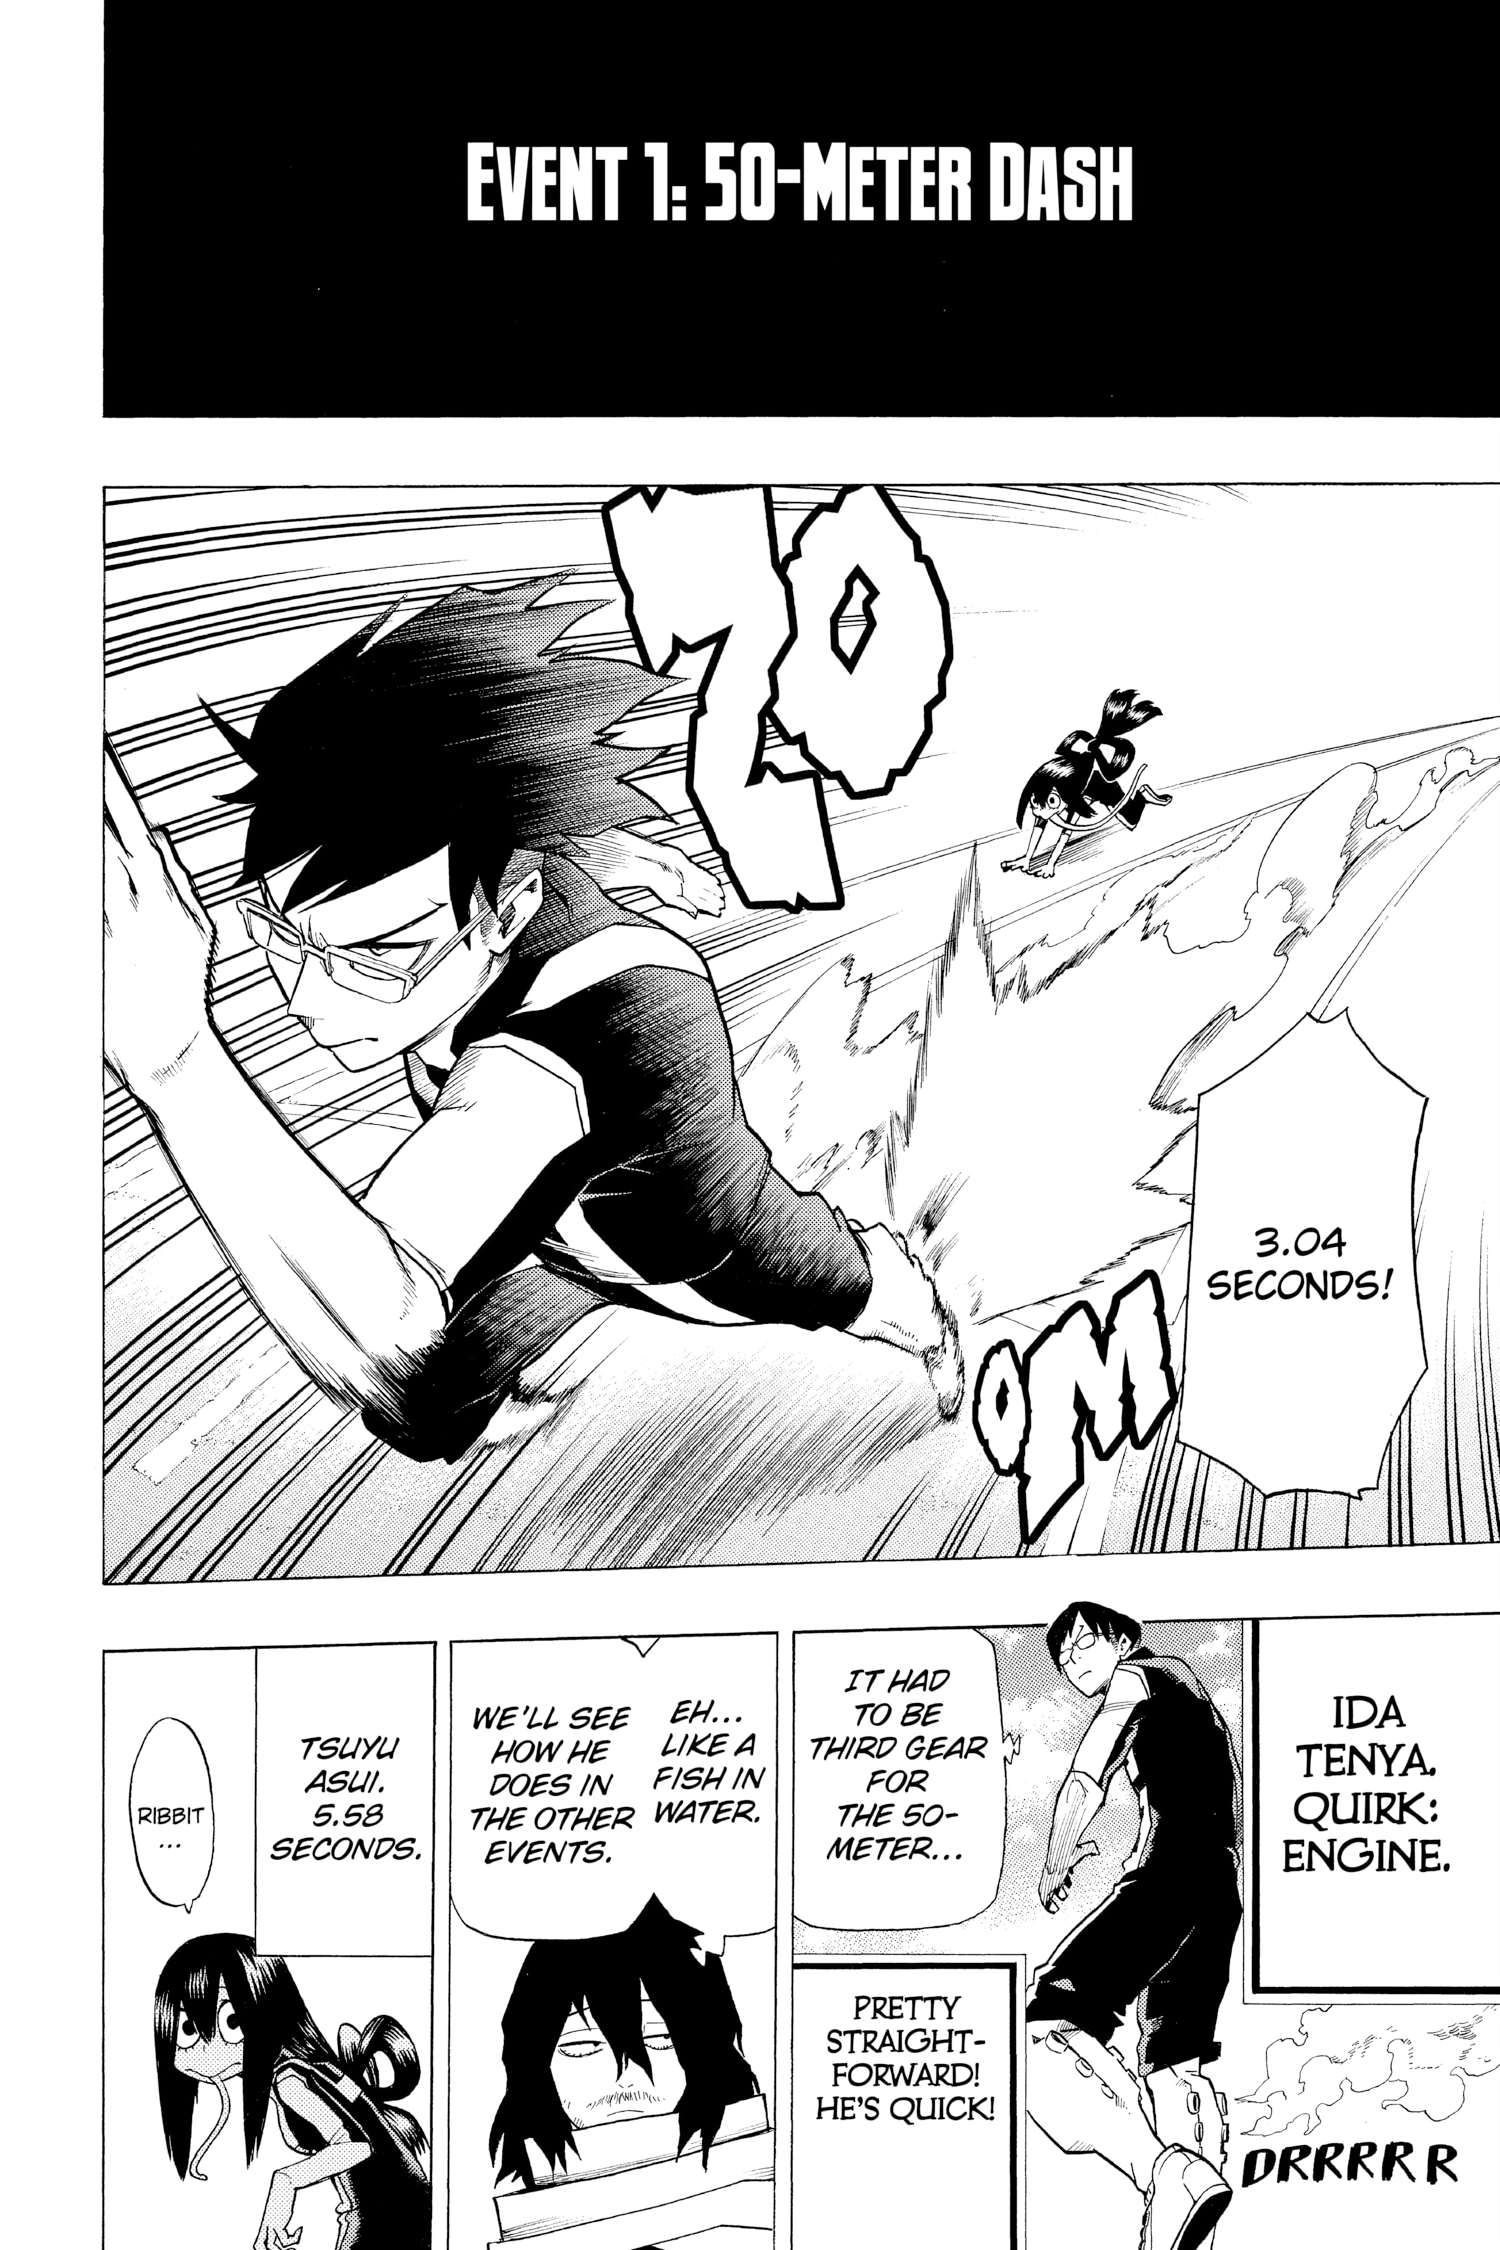 EVENT 1: 50-METER DASH
3.04
SECONDS!
IDA
TENYA.
QUIRK:
ENGINE.
IT HAD
TO BE
THIRD GEAR
FOR
THE 50-
METER...
DRRRRR
PRETTY
STRAIGHT-
FORWARD!
HE'S QUICK!
EH...
LIKE A
FISH IN
WATER.
WE'LL SEE
HOW HE
DOES IN
THE OTHER
EVENTS.
TSUYU
ASUI.
5.58
SECONDS.
RIBBIT
...